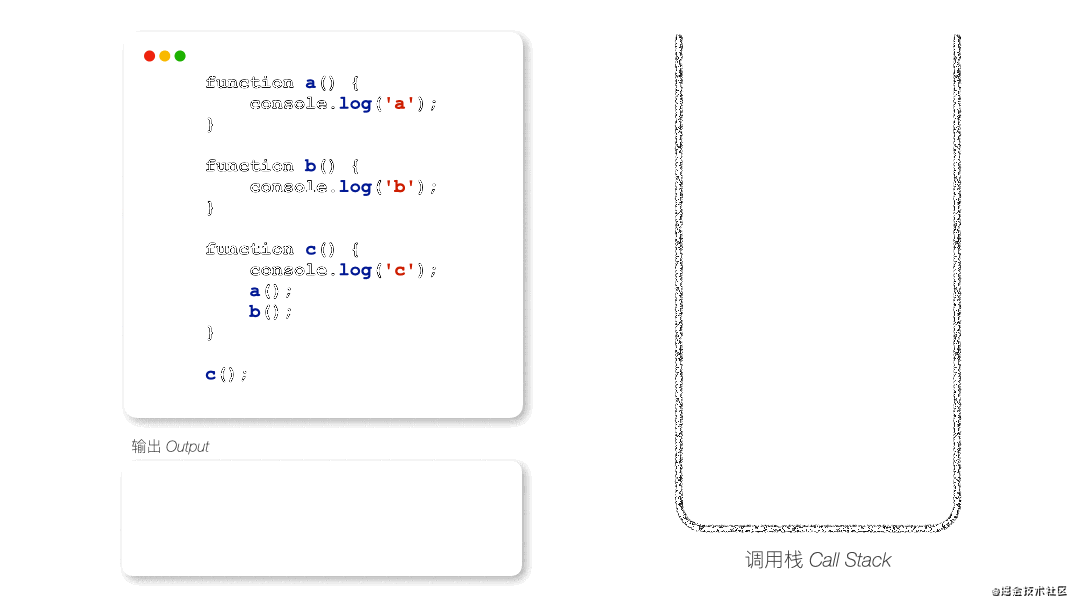 function a() {
    console.log('a');
}
function b() {
    console.log('b');
}
function c() {
    console.log('c');
    a();
    b();
}
c();
输出 Output
调用栈 Call Stack
@掘金技术社区